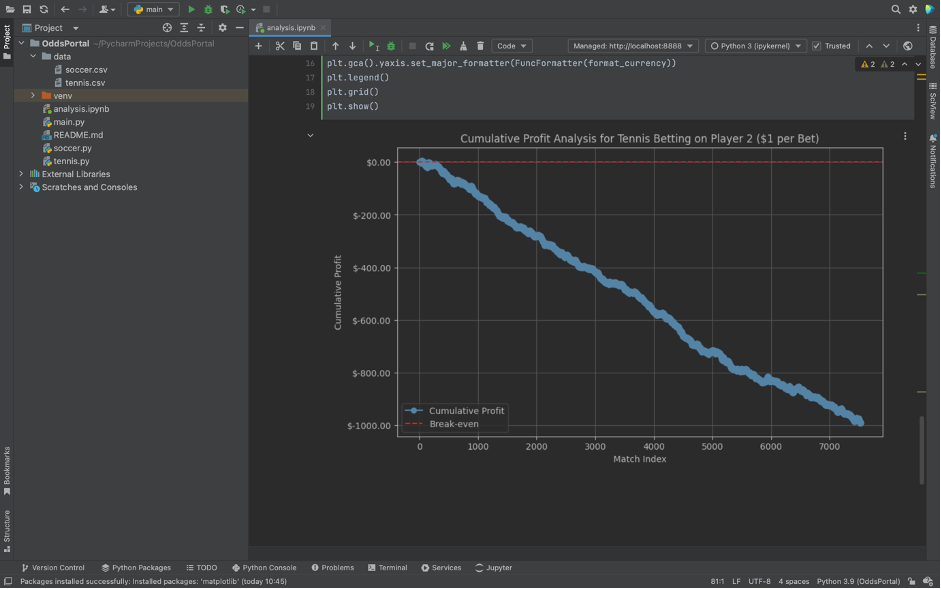 main
Project
analysis.ipynb
OddsPortal ~/PycharmProjects/OddsPortal
data
soccer.csv
tennis.csv
venv
analysis.ipynb
main.py
README.md
soccer.py
tennis.py
External Libraries
Scratches and Consoles
Project
Bookmarks
Structure
Code
Managed: http://localhost:8888
Python 3 (ipykernel)
Trusted
16 plt.gca().yaxis.set_major_formatter(FuncFormatter(format_currency))
17 plt.legend()
18 plt.grid()
19 plt.show()
2 2
Database
SciView
Notifications
Cumulative Profit Analysis for Tennis Betting on Player 2 ($1 per Bet)
$0.00
$-200.00
$-400.00
$-600.00
$-800.00
$-1000.00
Cumulative Profit
Cumulative Profit
Break-even
0 1000 2000 3000 4000 5000 6000 7000
Match Index
Version Control Python Packages TODO Python Console Problems Terminal Services Jupyter
Packages installed successfully: Installed packages: 'matplotlib' (today 10:45)
81:1 LF UTF-8 4 spaces Python 3.9 (OddsPortal)